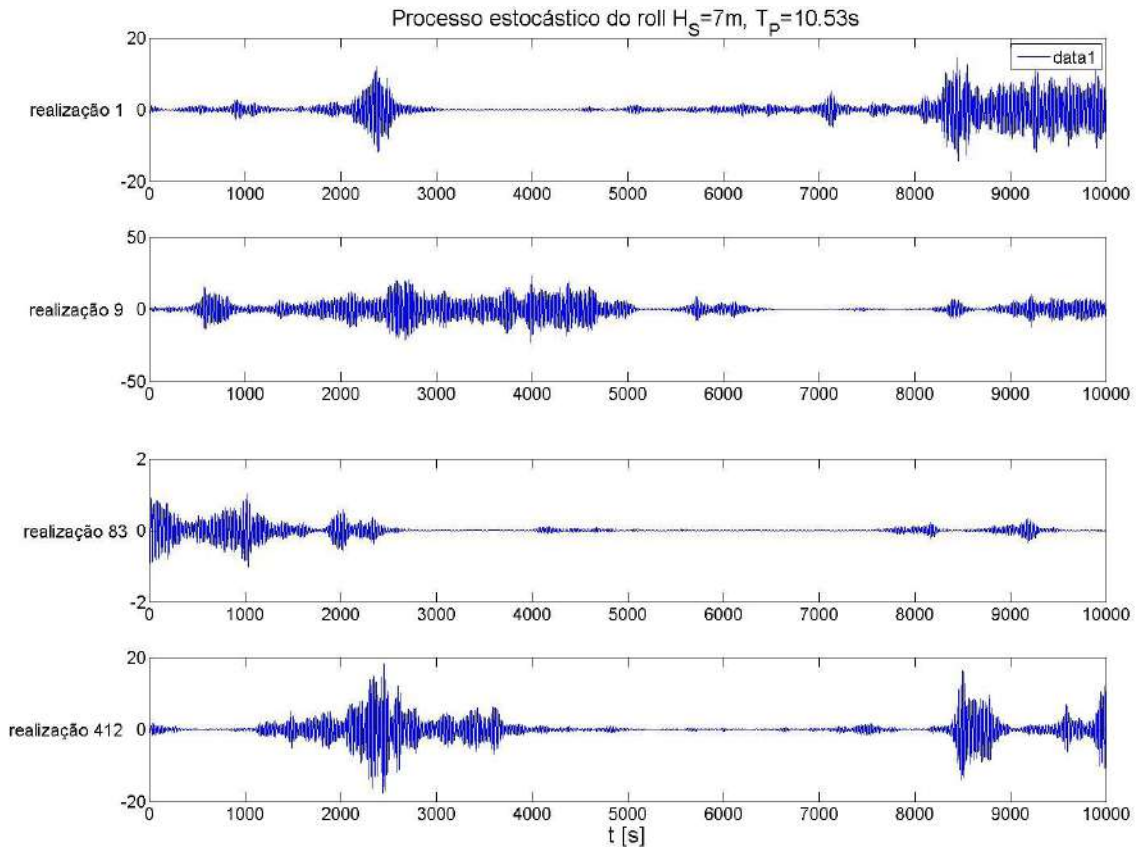 Processo estocástico do roll H_S=7m, T_P=10.53s
data1
20
realização 1 0
-20
0 1000 2000 3000 4000 5000 6000 7000 8000 9000 10000
50
realização 9 0
-50
0 1000 2000 3000 4000 5000 6000 7000 8000 9000 10000
2
realização 83 0
-2
0 1000 2000 3000 4000 5000 6000 7000 8000 9000 10000
20
realização 412 0
-20
0 1000 2000 3000 4000 5000 6000 7000 8000 9000 10000
t [s]